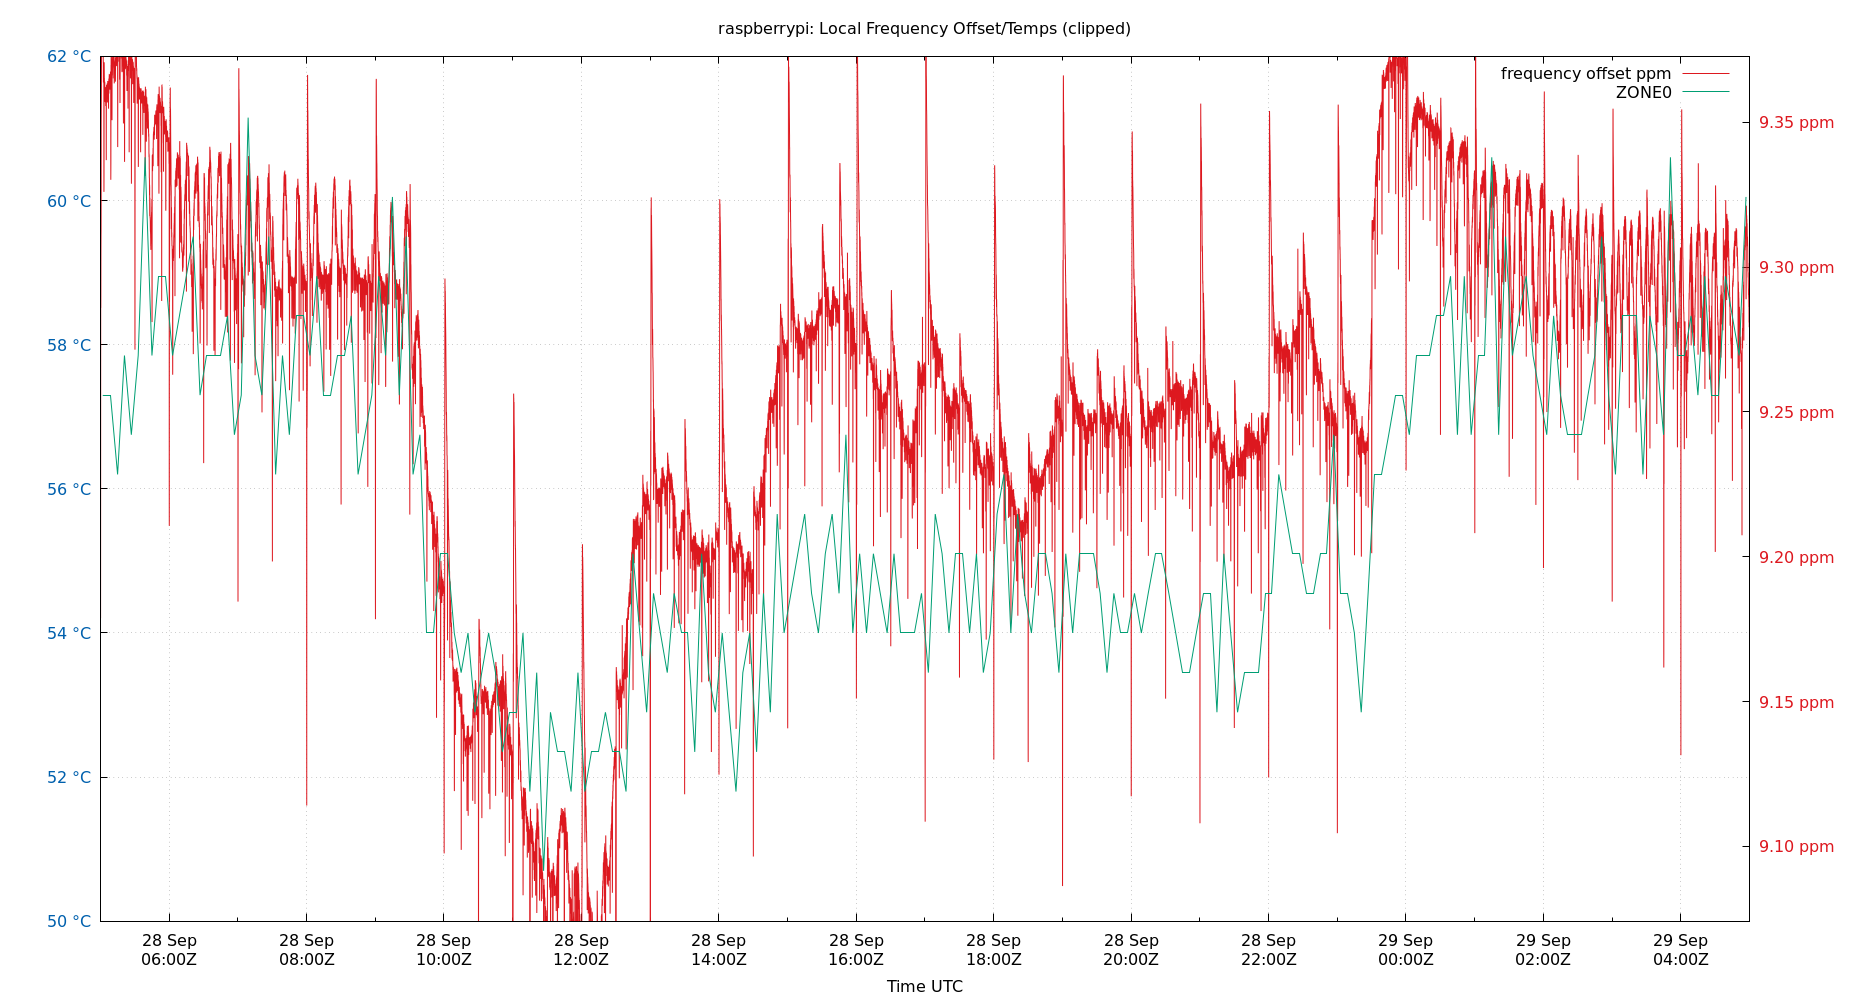 raspberrypi: Local Frequency Offset/Temps (clipped)
62 °C
60 °C
58 °C
56 °C
54 °C
52 °C
50 °C
frequency offset ppm
ZONE0
9.35 ppm
9.30 ppm
9.25 ppm
9.20 ppm
9.15 ppm
9.10 ppm
28 Sep 28 Sep 28 Sep 28 Sep 28 Sep 28 Sep 28 Sep 28 Sep 28 Sep 29 Sep 29 Sep 29 Sep
06:00Z 08:00Z 10:00Z 12:00Z 14:00Z 16:00Z 18:00Z 20:00Z 22:00Z 00:00Z 02:00Z 04:00Z
Time UTC